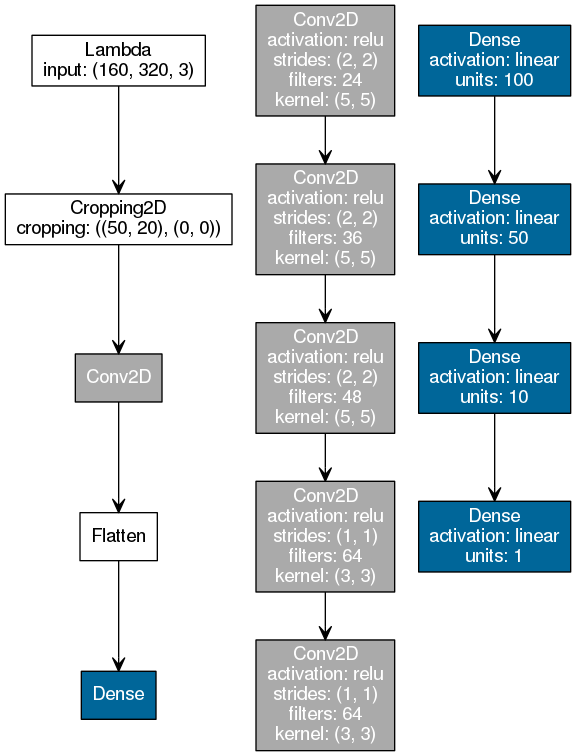 Lambda
input: (160, 320, 3)
Cropping2D
cropping: ((50, 20), (0, 0))
Conv2D
Flatten
Dense
Conv2D
activation: relu
strides: (2, 2)
filters: 24
kernel: (5, 5)
Conv2D
activation: relu
strides: (2, 2)
filters: 36
kernel: (5, 5)
Conv2D
activation: relu
strides: (2, 2)
filters: 48
kernel: (5, 5)
Conv2D
activation: relu
strides: (1, 1)
filters: 64
kernel: (3, 3)
Conv2D
activation: relu
strides: (1, 1)
filters: 64
kernel: (3, 3)
Dense
activation: linear
units: 100
Dense
activation: linear
units: 50
Dense
activation: linear
units: 10
Dense
activation: linear
units: 1